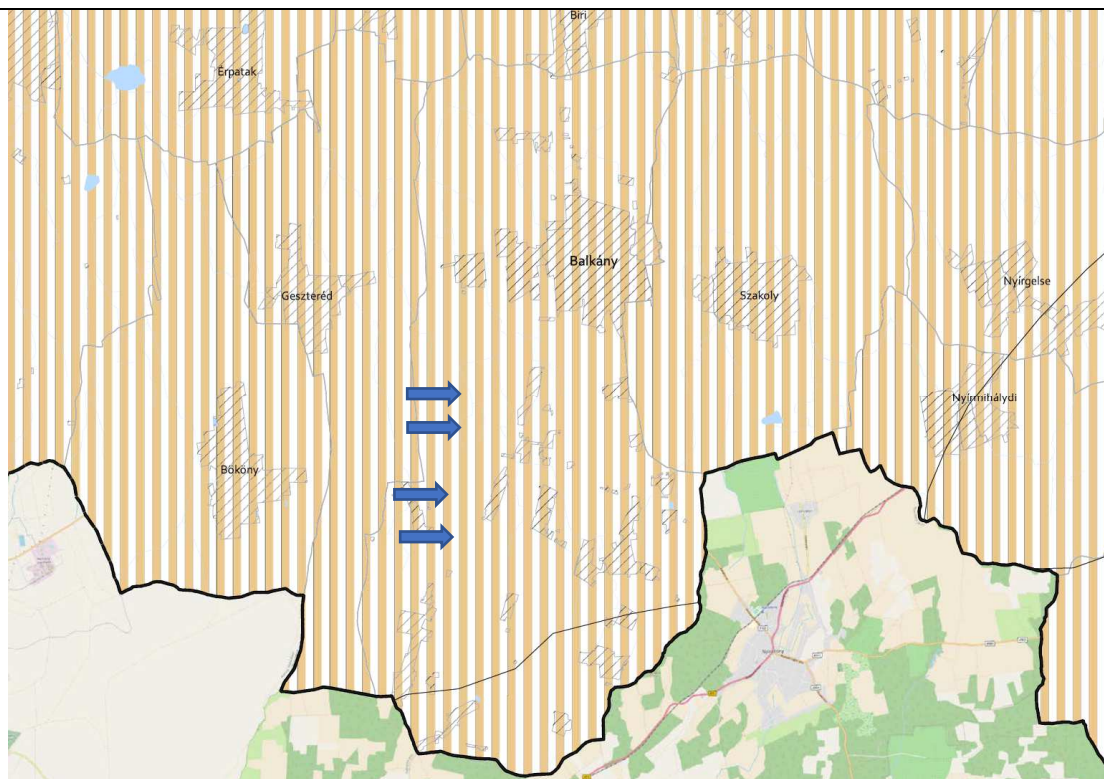 Biri
Érpatak
Balkány
Geszteréd
Szakoly
Nyírgelse
Nyírmihálydi
Bököny